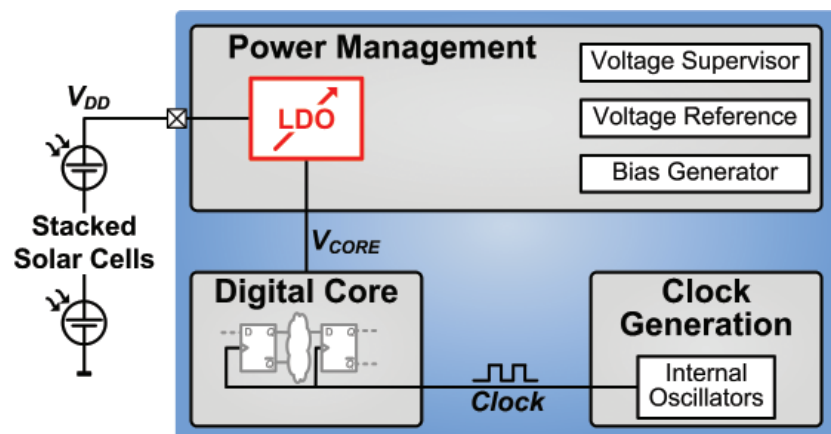 Power Management
Voltage Supervisor
V_DD
LDO
Voltage Reference
Bias Generator
Stacked
Solar Cells
V_CORE
Digital Core
Clock
Generation
D Q
Q
D Q
Q
Internal
Oscillators
Clock